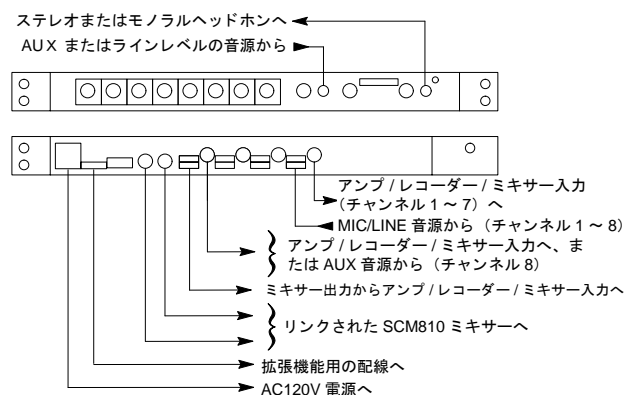 ステレオまたはモノラルヘッドホンへ
AUX またはラインレベルの音源から
アンプ / レコーダー / ミキサー入力
（チャンネル 1 ～ 7）へ
MIC/LINE 音源から（チャンネル 1 ～ 8）
アンプ / レコーダー / ミキサー入力へ、ま
たは AUX 音源から（チャンネル 8）
ミキサー出力からアンプ / レコーダー / ミキサー入力へ
リンクされた SCM810 ミキサーへ
拡張機能用の配線へ
AC120V 電源へ